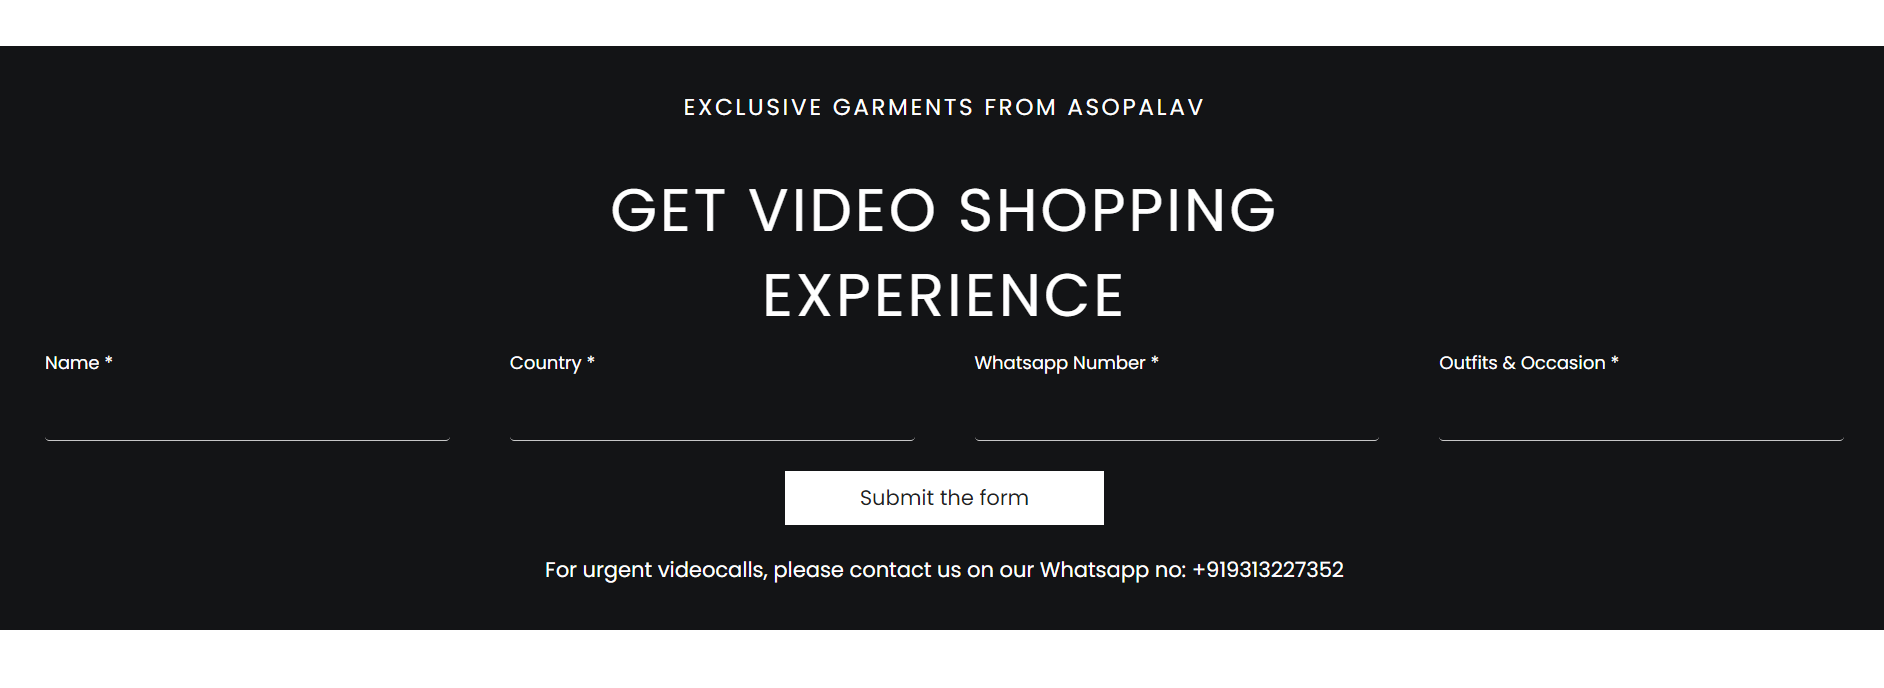 EXCLUSIVE GARMENTS FROM ASOPALAV
GET VIDEO SHOPPING
EXPERIENCE
Name *
Country *
Whatsapp Number *
Outfits & Occasion *
Submit the form
For urgent videocalls, please contact us on our Whatsapp no: +919313227352